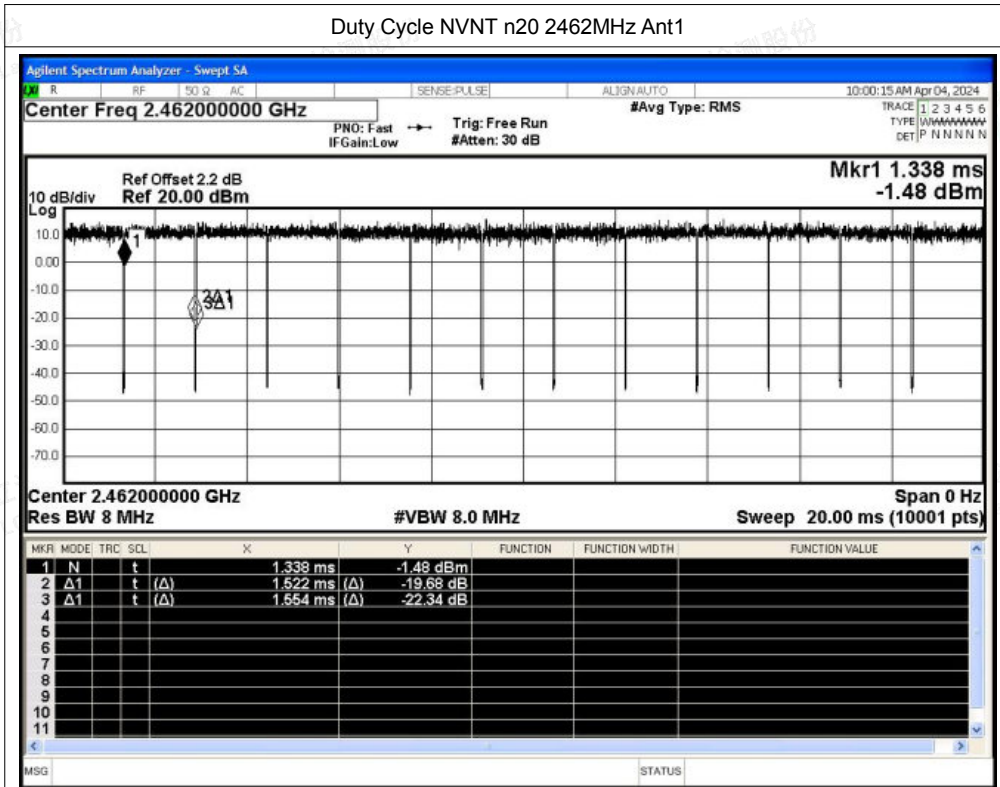 Duty Cycle NVNT n20 2462MHz Ant1
Agilent Spectrum Analyzer - Swept SA
R RF 50 Ω AC SENSE:PULSE ALIGNAUTO 10:00:15 AM Apr 04, 2024
Center Freq 2.462000000 GHz #Avg Type: RMS TRACE 1 2 3 4 5 6
PNO: Fast Trig: Free Run TYPE
IFGain:Low #Atten: 30 dB DET P N N N N N
Mkr1 1.338 ms
Ref Offset 2.2 dB
10 dB/div Ref 20.00 dBm -1.48 dBm
Log
10.0
1
0.00
-10.0
3Δ1
-20.0
-30.0
-40.0
-50.0
-60.0
-70.0
Center 2.462000000 GHz Span 0 Hz
Res BW 8 MHz #VBW 8.0 MHz Sweep 20.00 ms (10001 pts)
MKR MODE TRC SCL X Y FUNCTION FUNCTION WIDTH FUNCTION VALUE
1 N t 1.338 ms -1.48 dBm
2 Δ1 t (Δ) 1.522 ms (Δ) -19.68 dB
3 Δ1 t (Δ) 1.554 ms (Δ) -22.34 dB
4
5
6
7
8
9
10
11
MSG STATUS